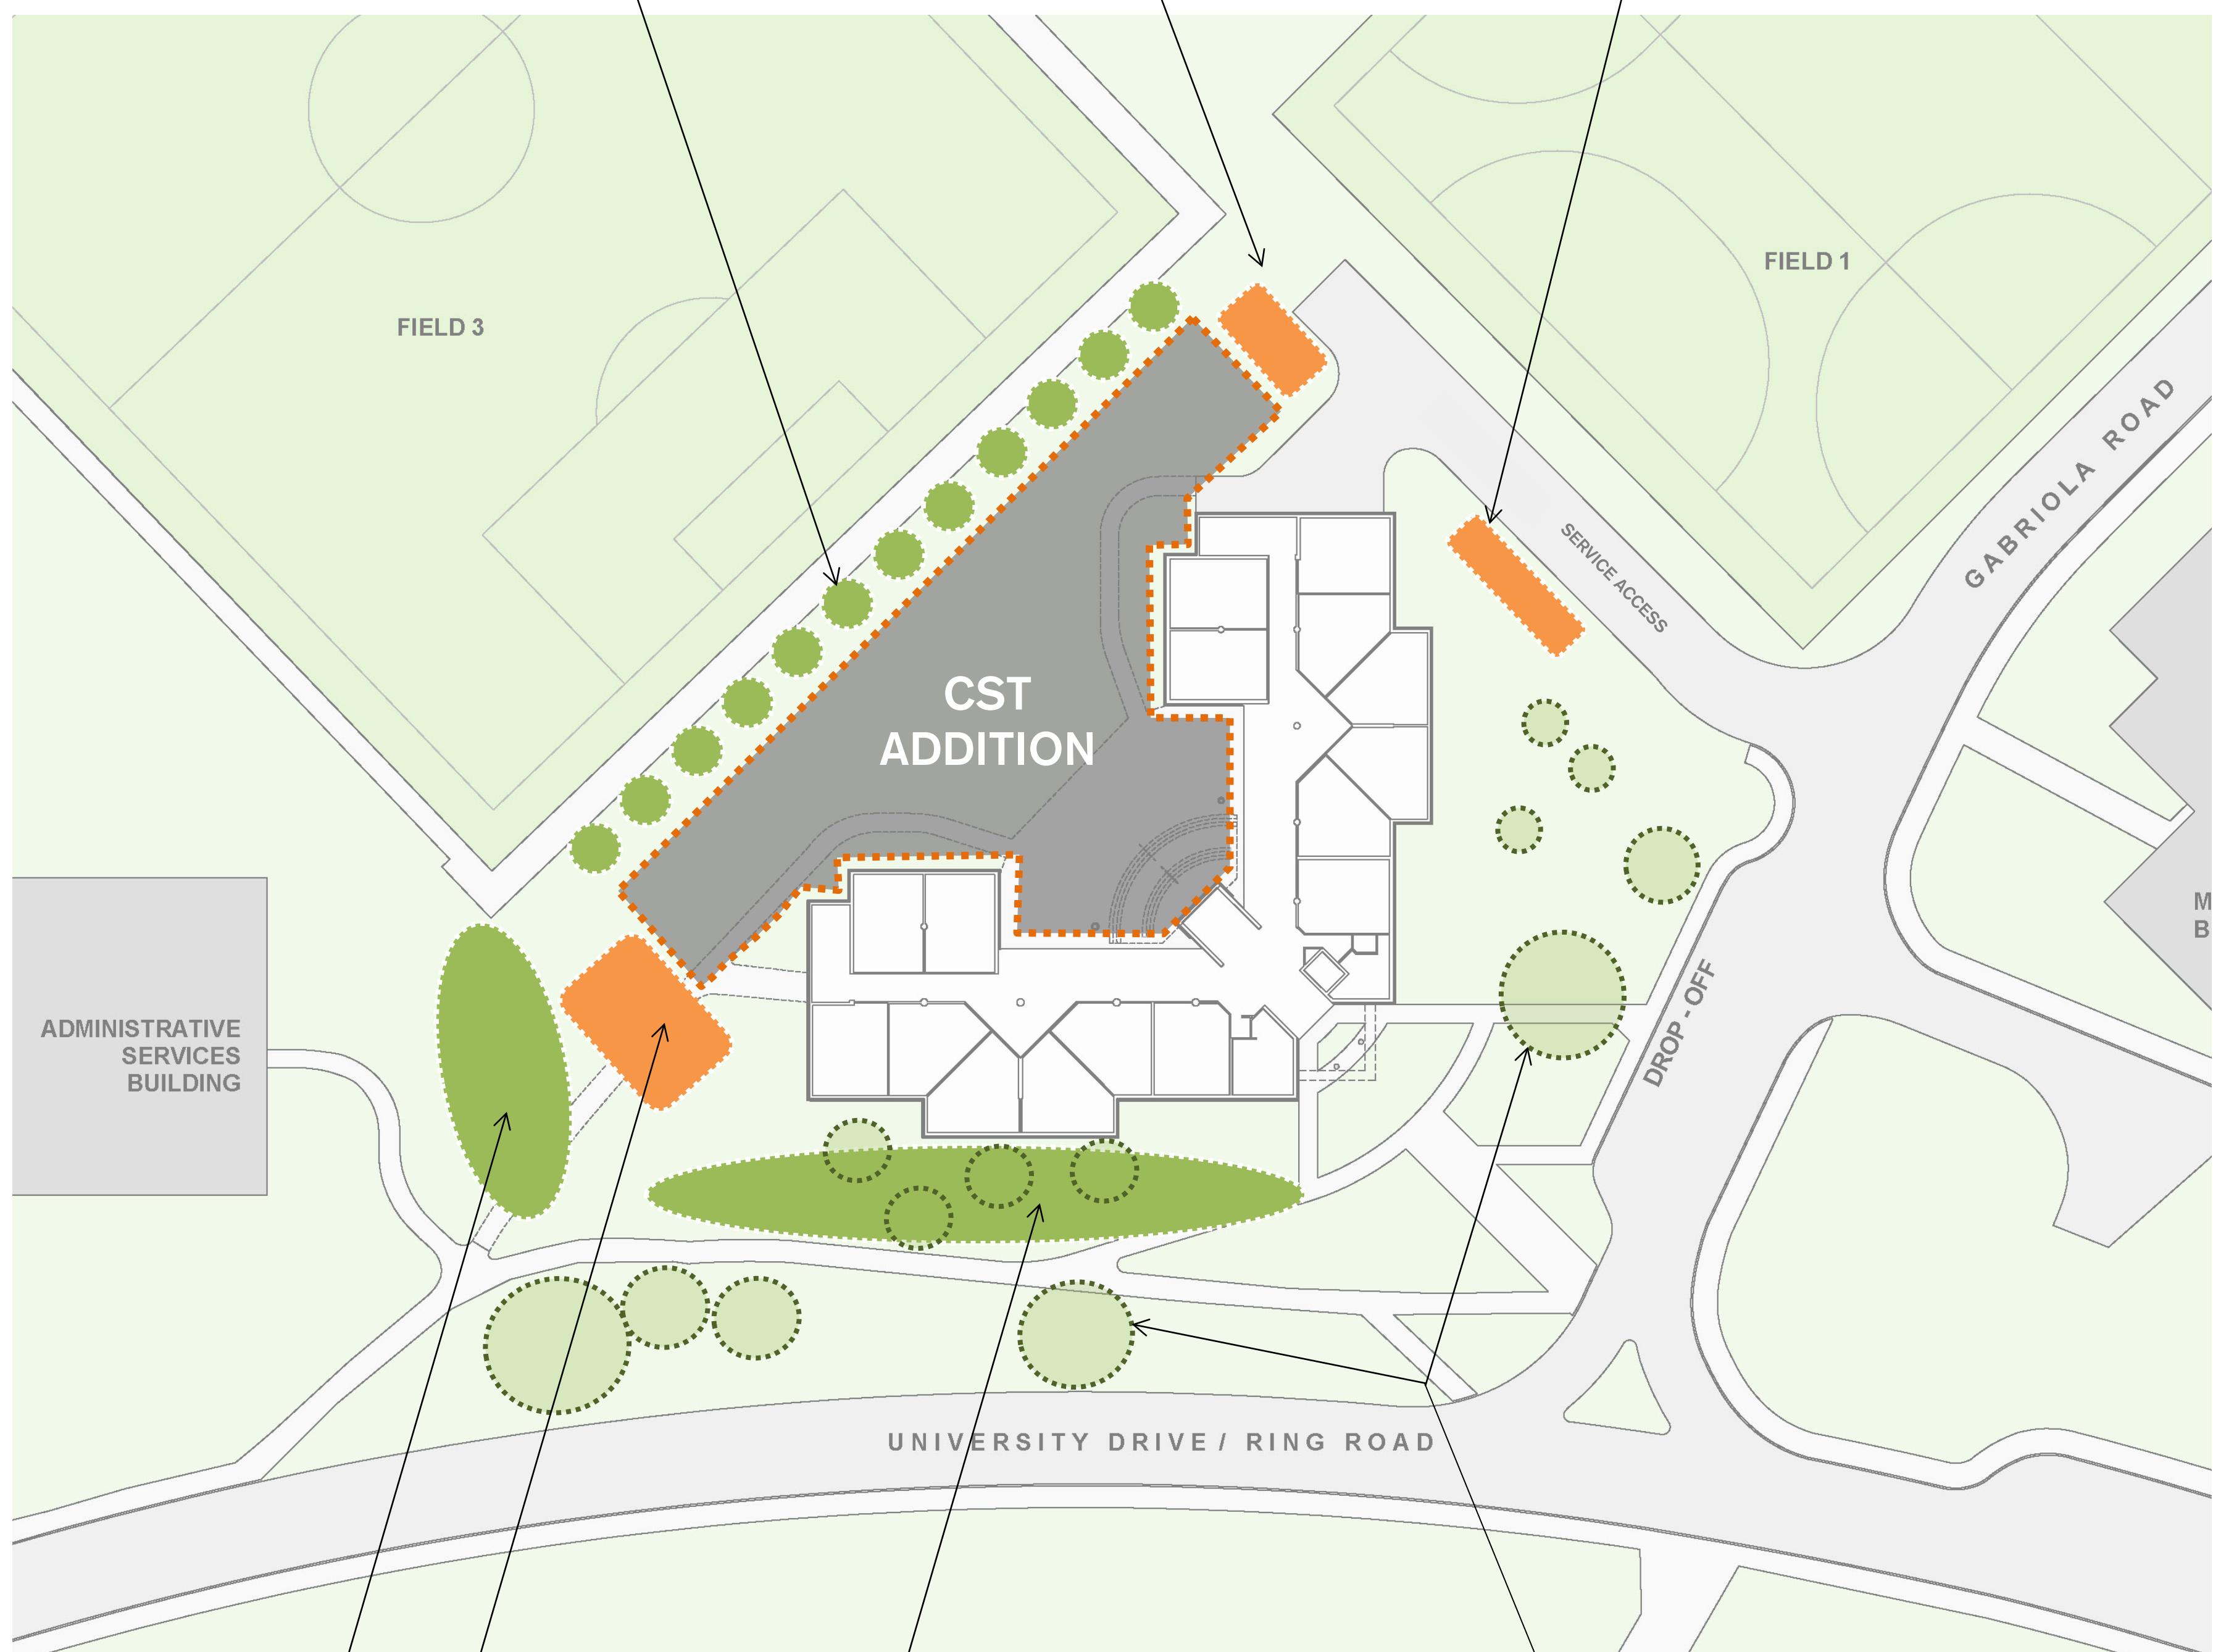 FIELD 1
FIELD 3
GABRIOLA ROAD
SERVICE ACCESS
CST
ADDITION
M
B
ADMINISTRATIVE
SERVICES
BUILDING
DROP - OFF
UNIVERSITY DRIVE / RING ROAD